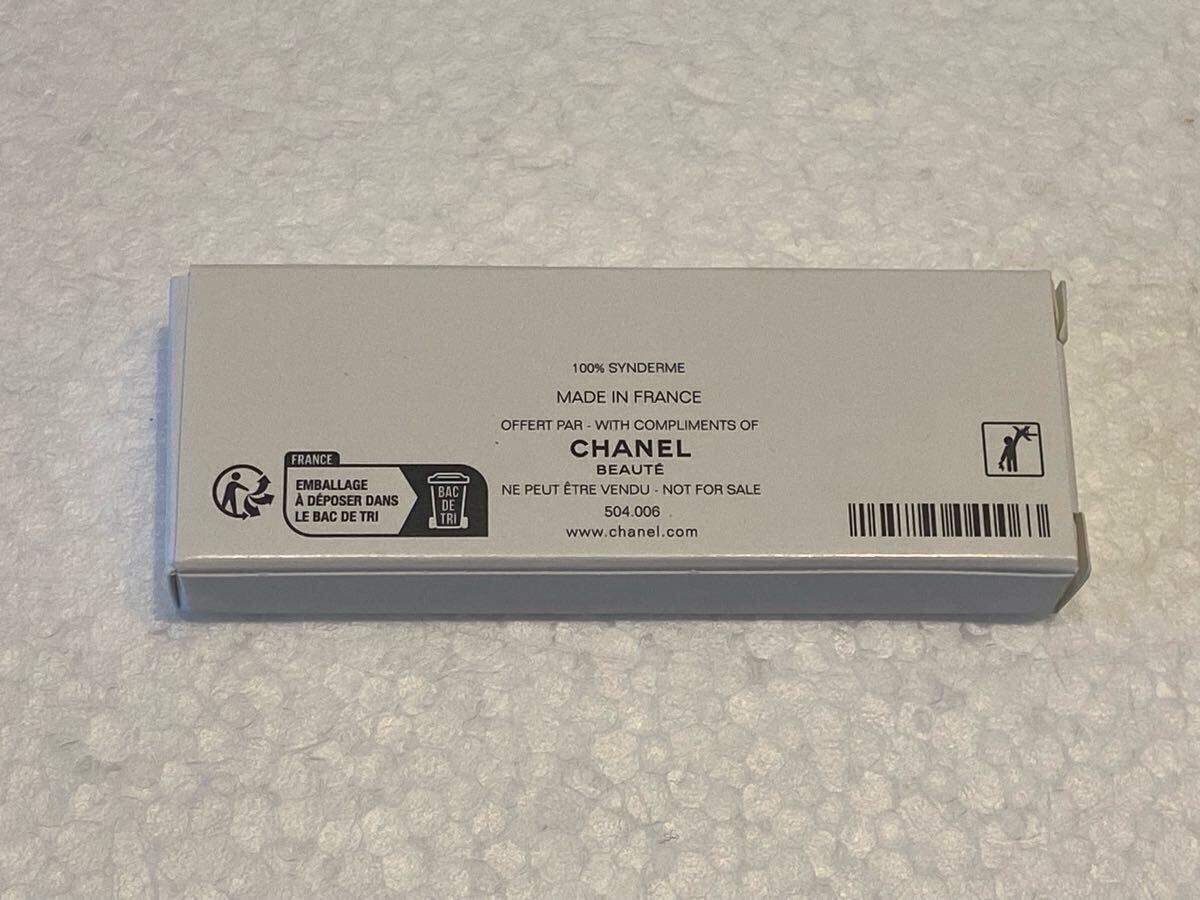 100% SYNDERME
MADE IN FRANCE
OFFERT PAR - WITH COMPLIMENTS OF
CHANEL
BEAUTÉ
NE PEUT ÊTRE VENDU - NOT FOR SALE
504.006
www.chanel.com
FRANCE
EMBALLAGE
À DÉPOSER DANS
LE BAC DE TRI
BAC
DE
TRI